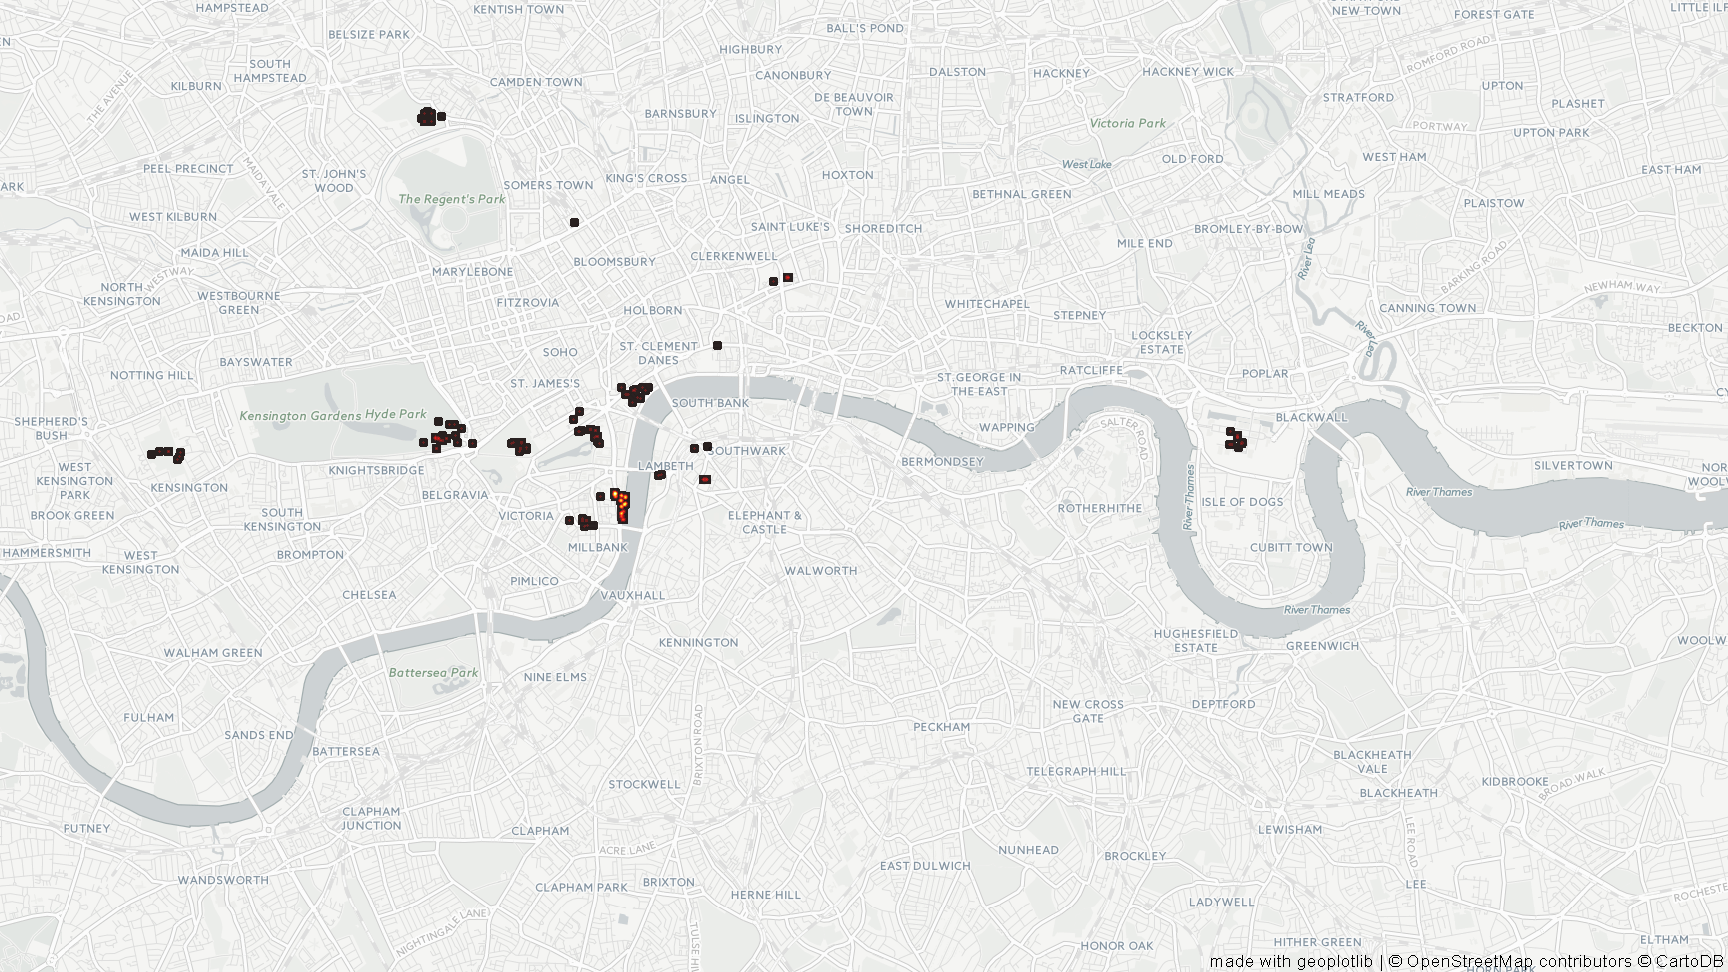 HAMPSTEAD
KENTISH TOWN
NEW TOWN
FOREST GATE
BELSIZE PARK
BALL'S POND
HIGHBURY
ROMFORD ROAD
SOUTH
HAMPSTEAD
KILBURN
THE AVENUE
CAMDEN TOWN
CANONBURY
DALSTON
HACKNEY
HACKNEY WICK
UPTON
DE BEAUVOIR
TOWN
STRATFORD
PLASHET
BARNSBURY
ISLINGTON
Victoria Park
PORTWAY
UPTON PARK
PEEL PRECINCT
MAIDA VALE
ST. JOHN'S
WOOD
SOMERS TOWN
KING'S CROSS
ANGEL
HOXTON
West Lake
OLD FORD
WEST HAM
EAST HAM
ARK
The Regent's Park
BETHNAL GREEN
MILL MEADS
PLAISTOW
WEST KILBURN
SAINT LUKE'S
SHOREDITCH
BROMLEY-BY-BOW
MILE END
River Lea
BARKING ROAD
MAIDA HILL
CLERKENWELL
BLOOMSBURY
MARYLEBONE
WESTWAY
NORTH
KENSINGTON
WESTBOURNE
GREEN
FITZROVIA
HOLBORN
WHITECHAPEL
STEPNEY
CANNING TOWN
NEWHAM WAY
BECKTON
LOCKSLEY
ESTATE
River Lea
SOHO
ST. CLEMENT
DANES
BAYSWATER
NOTTING HILL
ST. JAMES'S
ST.GEORGE IN
THE EAST
RATCLIFFE
POPLAR
SHEPHERD'S
BUSH
Kensington Gardens
Hyde Park
SOUTH BANK
WAPPING
SALTER ROAD
BLACKWALL
SOUTHWARK
BERMONDSEY
WEST
KENSINGTON
PARK
KENSINGTON
KNIGHTSBRIDGE
LAMBETH
SILVERTOWN
BROOK GREEN
SOUTH
KENSINGTON
BELGRAVIA
VICTORIA
ELEPHANT &
CASTLE
ROTHERHITHE
River Thames
ISLE OF DOGS
River Thames
River Thames
HAMMERSMITH
WEST
KENSINGTON
BROMPTON
MILLBANK
CUBITT TOWN
CHELSEA
PIMLICO
VAUXHALL
WALWORTH
River Thames
KENNINGTON
HUGHESFIELD
ESTATE
GREENWICH
WALHAM GREEN
Battersea Park
NINE ELMS
FULHAM
SANDS END
BATTERSEA
BRIXTON ROAD
PECKHAM
NEW CROSS
GATE
DEPTFORD
BLACKHEATH
VALE
STOCKWELL
TELEGRAPH HILL
BLACKHEATH
KIDBROOKE
BROAD WALK
CLAPHAM
JUNCTION
CLAPHAM
ACRE LANE
NUNHEAD
BROCKLEY
LEWISHAM
LEE ROAD
WANDSWORTH
CLAPHAM PARK
BRIXTON
HERNE HILL
EAST DULWICH
LEE
LADYWELL
NIGHTINGALE LANE
HONOR OAK
HITHER GREEN
ELTHAM
made with geoplotlib | © OpenStreetMap contributors © CartoDB